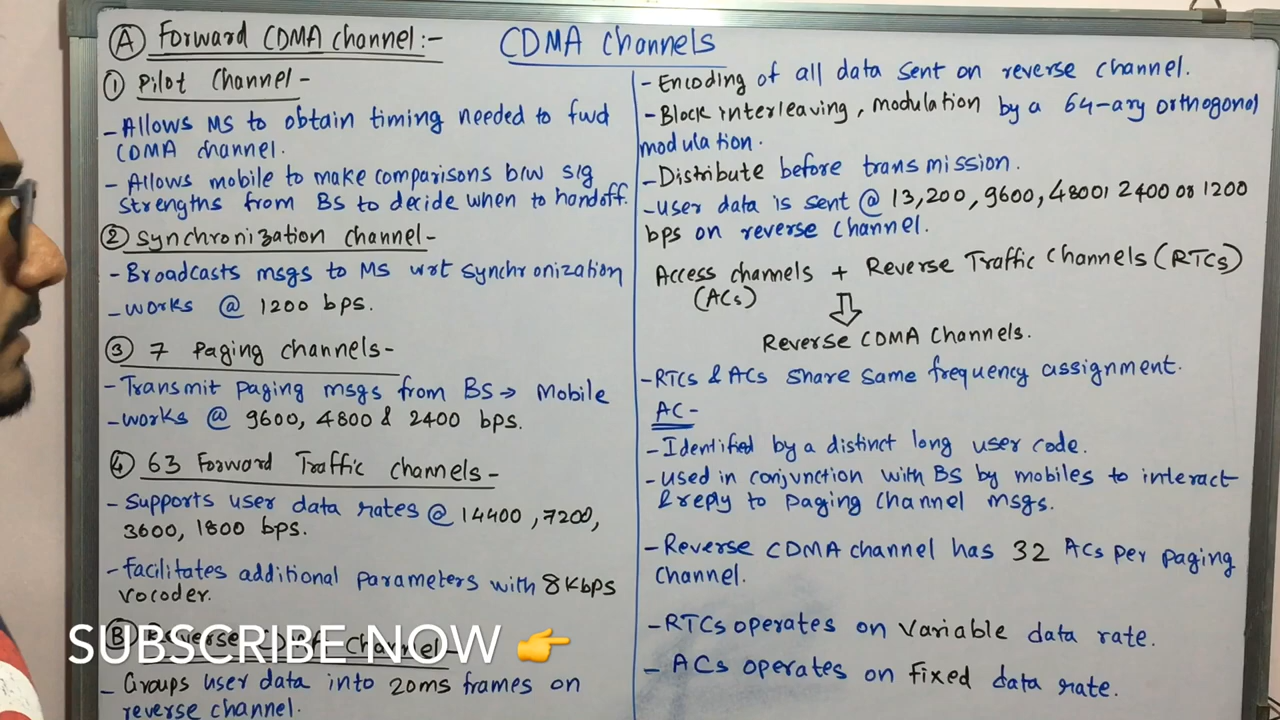 CDMA Channels
Ⓐ Forward CDMA channel:-
① Pilot Channel -
- Allows MS to obtain timing needed to fwd
CDMA channel.
- Allows mobile to make comparisons b/w sig
strengths from BS to decide when to handoff.
② Synchronization channel -
- Broadcasts msgs to MS wrt synchronization
- works @ 1200 bps.
③ 7 Paging channels -
- Transmit paging msgs from BS → Mobile
- works @ 9600, 4800 & 2400 bps.
④ 63 Forward Traffic channels -
- Supports user data rates @ 14400, 7200,
3600, 1800 bps.
- facilitates additional parameters with 8Kbps
vocoder.
Ⓑ Reverse channel -
SUBSCRIBE NOW 👉
- Groups user data into 20ms frames on
reverse channel.
- Encoding of all data sent on reverse channel.
- Block interleaving, modulation by a 64-ary orthogonal
modulation.
- Distribute before transmission.
- user data is sent @ 13,200, 9600, 4800, 2400 or 1200
bps on reverse channel.
Access channels + Reverse Traffic Channels (RTCs)
(ACs) ⇩
Reverse CDMA Channels.
- RTCs & ACs share same frequency assignment.
AC -
- Identified by a distinct long user code.
- used in conjunction with BS by mobiles to interact
& reply to paging channel msgs.
- Reverse CDMA channel has 32 ACs per paging
channel.
- RTCs operates on variable data rate.
- ACs operates on fixed data rate.